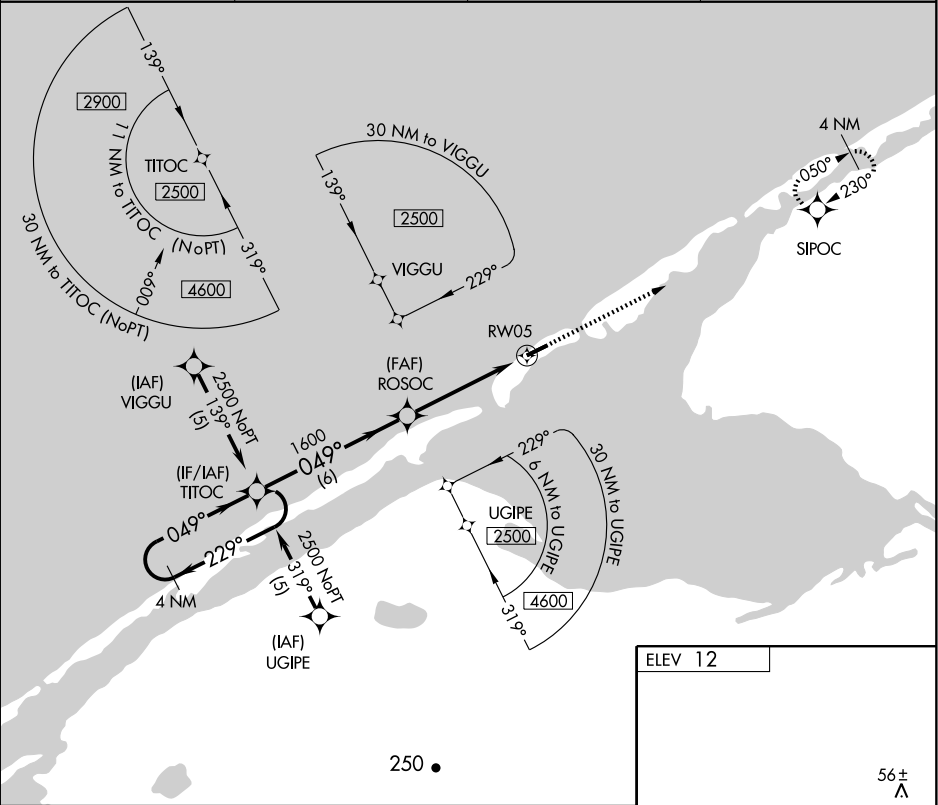 139°
2900
11 NM to TITOC
(NoPT)
TITOC
2500
319°
009°
4600
30 NM to TITOC (NoPT)
30 NM to VIGGU
139°
2500
VIGGU
229°
4 NM
050°
230°
SIPOC
RW05
(FAF)
ROSOC
(IAF)
VIGGU
2500 NoPT
139°
(5)
1600
049°
(6)
(IF/IAF)
TITOC
049°
229°
4 NM
2500 NoPT
319°
(5)
(IAF)
UGIPE
229°
6 NM to UGIPE
30 NM to UGIPE
UGIPE
2500
4600
319°
ELEV 12
250
56±